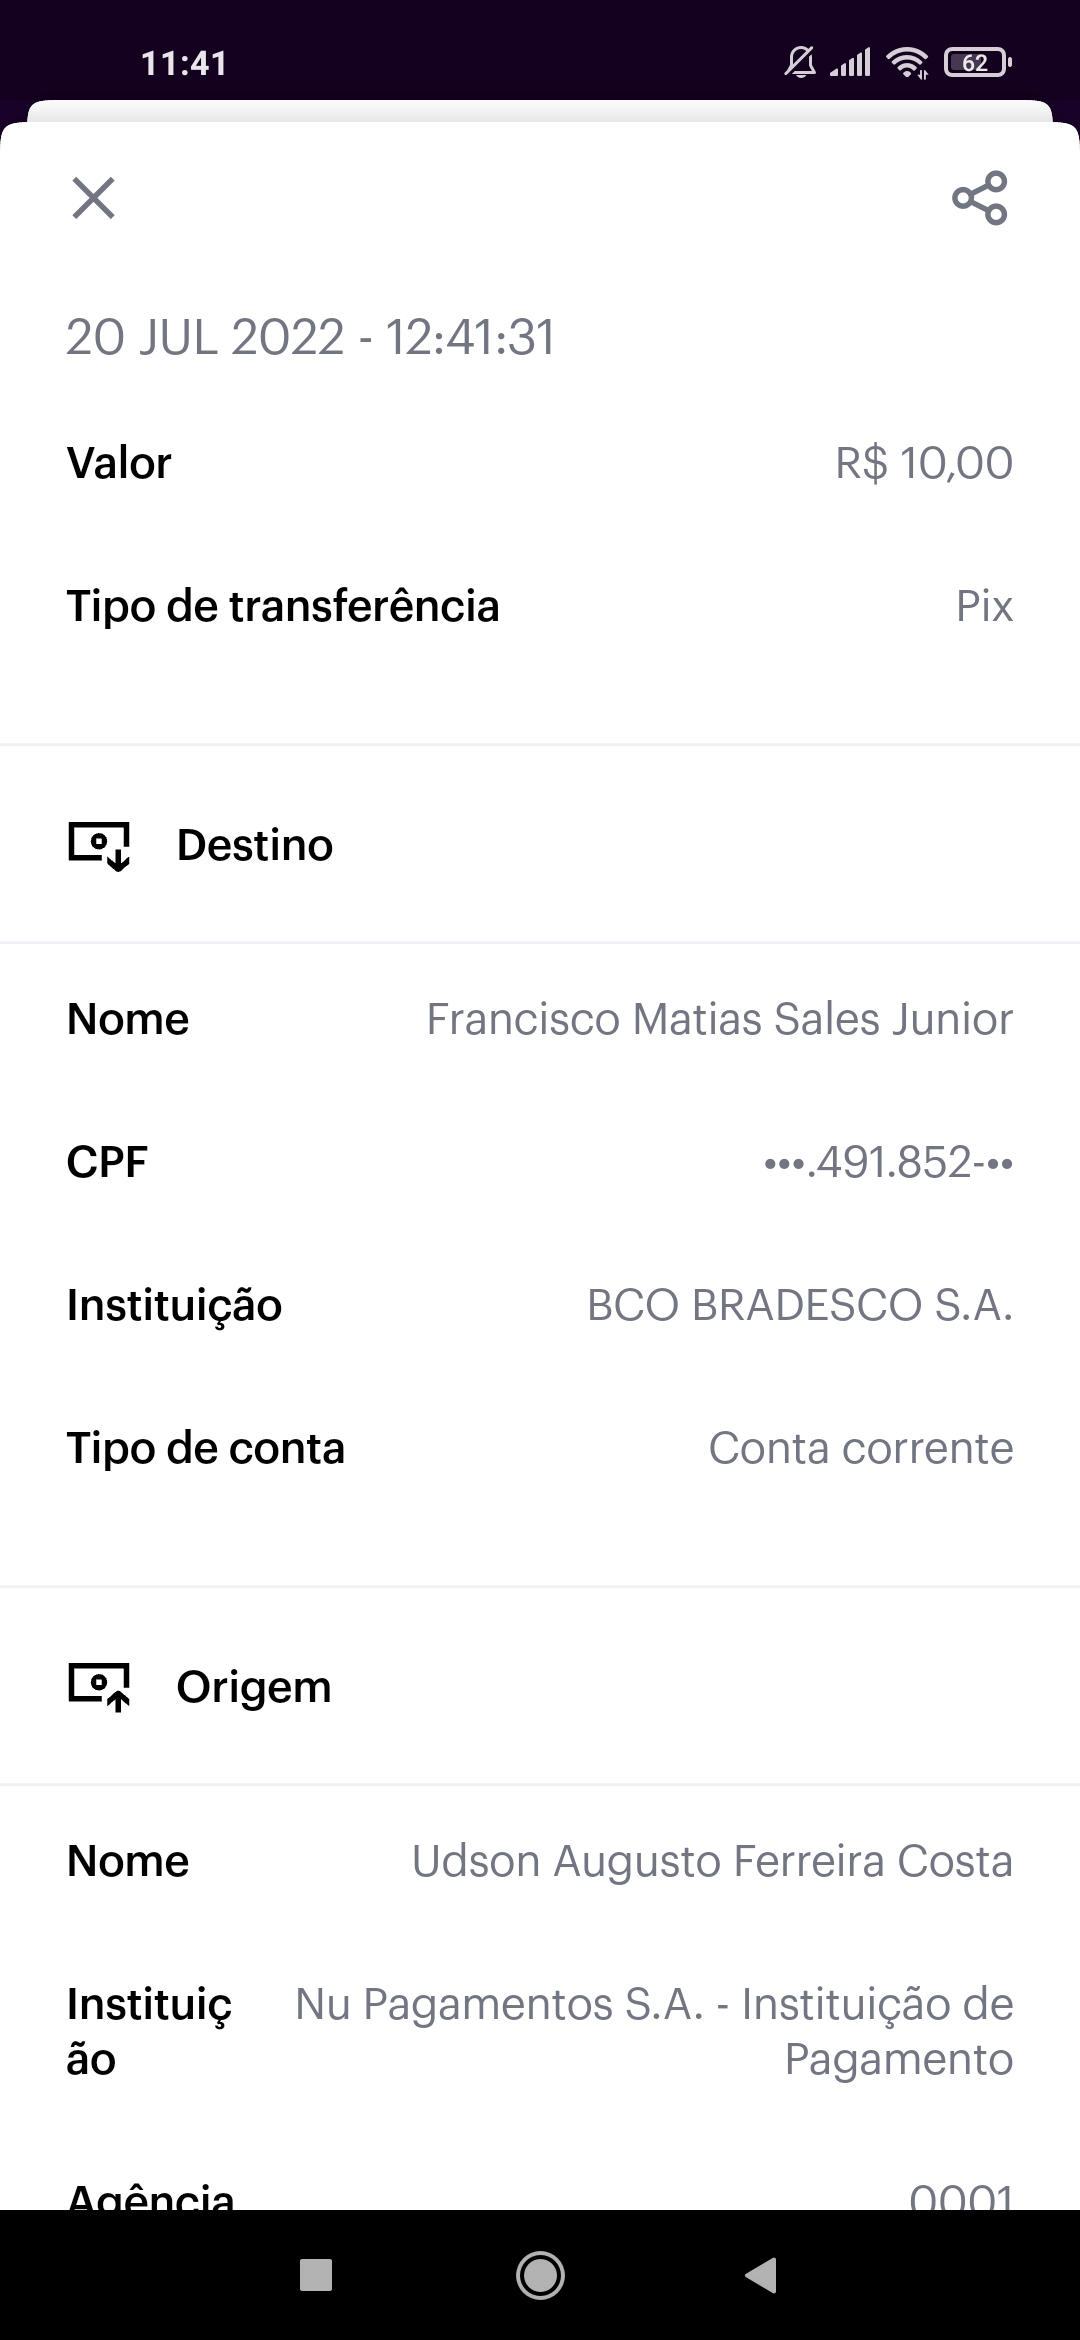 11:41
62
20 JUL 2022 - 12:41:31
Valor R$ 10,00
Tipo de transferência Pix
Destino
Nome Francisco Matias Sales Junior
CPF •••.491.852-••
Instituição BCO BRADESCO S.A.
Tipo de conta Conta corrente
Origem
Nome Udson Augusto Ferreira Costa
Instituiç Nu Pagamentos S.A. - Instituição de
ão Pagamento
Agência 0001